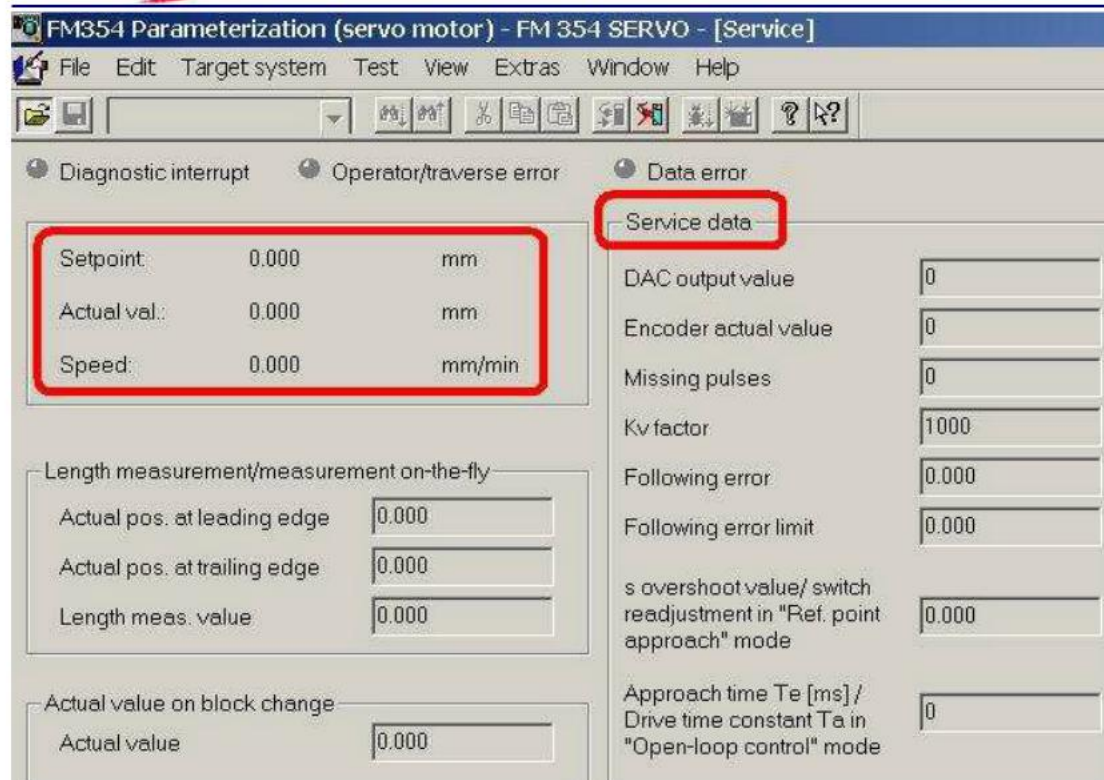 FM354 Parameterization (servo motor) - FM 354 SERVO - [Service]
File Edit Target system Test View Extras Window Help
Diagnostic interrupt Operator/traverse error Data error
Setpoint: 0.000 mm
Actual val.: 0.000 mm
Speed: 0.000 mm/min
Length measurement/measurement on-the-fly
Actual pos. at leading edge 0.000
Actual pos. at trailing edge 0.000
Length meas. value 0.000
Actual value on block change
Actual value 0.000
Service data
DAC output value 0
Encoder actual value 0
Missing pulses 0
Kv factor 1000
Following error 0.000
Following error limit 0.000
s overshoot value/ switch
readjustment in "Ref. point 0.000
approach" mode
Approach time Te [ms] /
Drive time constant Ta in 0
"Open-loop control" mode